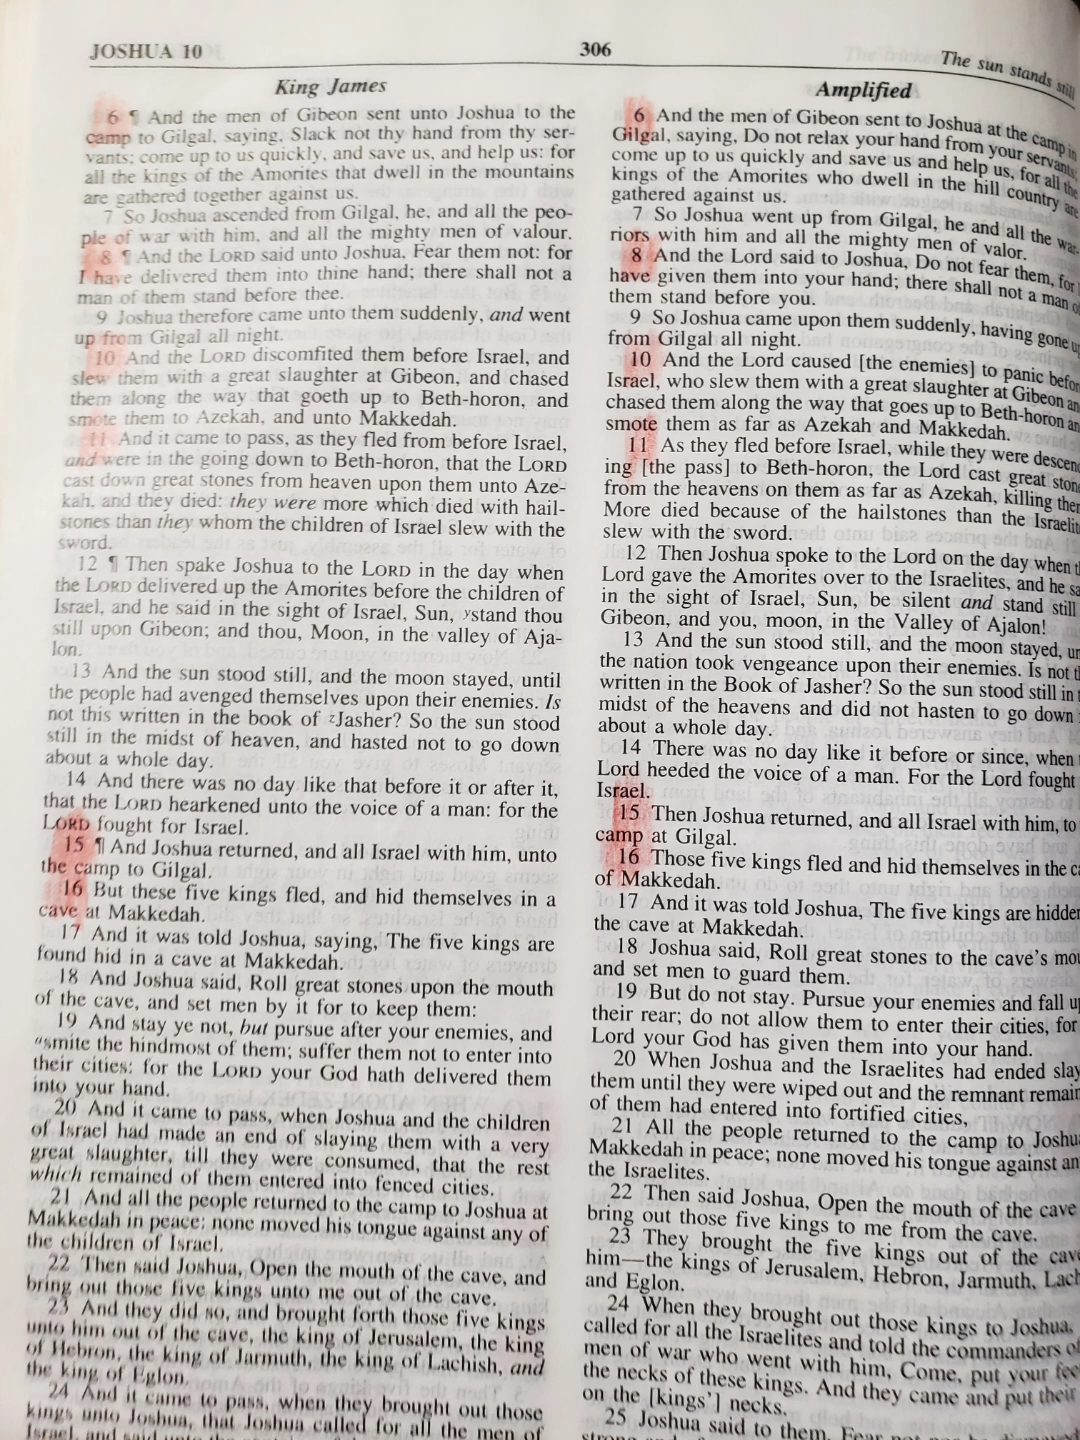 JOSHUA 10
306
The sun stands still
King James
6 ¶ And the men of Gibeon sent unto Joshua to the
camp to Gilgal, saying, Slack not thy hand from thy ser-
vants; come up to us quickly, and save us, and help us: for
all the kings of the Amorites that dwell in the mountains
are gathered together against us.
7 So Joshua ascended from Gilgal, he, and all the peo-
ple of war with him, and all the mighty men of valour.
8 ¶ And the LORD said unto Joshua, Fear them not: for
I have delivered them into thine hand; there shall not a
man of them stand before thee.
9 Joshua therefore came unto them suddenly, and went
up from Gilgal all night.
10 And the LORD discomfited them before Israel, and
slew them with a great slaughter at Gibeon, and chased
them along the way that goeth up to Beth-horon, and
smote them to Azekah, and unto Makkedah.
11 And it came to pass, as they fled from before Israel,
and were in the going down to Beth-horon, that the LORD
cast down great stones from heaven upon them unto Aze-
kah, and they died: they were more which died with hail-
stones than they whom the children of Israel slew with the
sword.
12 ¶ Then spake Joshua to the LORD in the day when
the LORD delivered up the Amorites before the children of
Israel, and he said in the sight of Israel, Sun, ʸstand thou
still upon Gibeon; and thou, Moon, in the valley of Aja-
lon.
13 And the sun stood still, and the moon stayed, until
the people had avenged themselves upon their enemies. Is
not this written in the book of ᶻJasher? So the sun stood
still in the midst of heaven, and hasted not to go down
about a whole day.
14 And there was no day like that before it or after it,
that the LORD hearkened unto the voice of a man: for the
LORD fought for Israel.
15 ¶ And Joshua returned, and all Israel with him, unto
the camp to Gilgal.
16 But these five kings fled, and hid themselves in a
cave at Makkedah.
17 And it was told Joshua, saying, The five kings are
found hid in a cave at Makkedah.
18 And Joshua said, Roll great stones upon the mouth
of the cave, and set men by it for to keep them:
19 And stay ye not, but pursue after your enemies, and
ᵃsmite the hindmost of them; suffer them not to enter into
their cities: for the LORD your God hath delivered them
into your hand.
20 And it came to pass, when Joshua and the children
of Israel had made an end of slaying them with a very
great slaughter, till they were consumed, that the rest
which remained of them entered into fenced cities.
21 And all the people returned to the camp to Joshua at
Makkedah in peace: none moved his tongue against any of
the children of Israel.
22 Then said Joshua, Open the mouth of the cave, and
bring out those five kings unto me out of the cave.
23 And they did so, and brought forth those five kings
unto him out of the cave, the king of Jerusalem, the king
of Hebron, the king of Jarmuth, the king of Lachish, and
the king of Eglon.
24 And it came to pass, when they brought out those
kings unto Joshua, that Joshua called for all the men of
Israel, and said unto the
Amplified
6 And the men of Gibeon sent to Joshua at the camp in
Gilgal, saying, Do not relax your hand from your servants;
come up to us quickly and save us and help us, for all the
kings of the Amorites who dwell in the hill country are
gathered against us.
7 So Joshua went up from Gilgal, he and all the war-
riors with him and all the mighty men of valor.
8 And the Lord said to Joshua, Do not fear them, for I
have given them into your hand; there shall not a man of
them stand before you.
9 So Joshua came upon them suddenly, having gone up
from Gilgal all night.
10 And the Lord caused [the enemies] to panic before
Israel, who slew them with a great slaughter at Gibeon and
chased them along the way that goes up to Beth-horon and
smote them as far as Azekah and Makkedah.
11 As they fled before Israel, while they were descend
ing [the pass] to Beth-horon, the Lord cast great stones
from the heavens on them as far as Azekah, killing them
More died because of the hailstones than the Israelites
slew with the sword.
12 Then Joshua spoke to the Lord on the day when
Lord gave the Amorites over to the Israelites, and he
in the sight of Israel, Sun, be silent and stand still
Gibeon, and you, moon, in the Valley of Ajalon!
13 And the sun stood still, and the moon stayed,
the nation took vengeance upon their enemies. Is not
written in the Book of Jasher? So the sun stood still in
midst of the heavens and did not hasten to go down
about a whole day.
14 There was no day like it before or since, when
Lord heeded the voice of a man. For the Lord fought
Israel.
15 Then Joshua returned, and all Israel with him, to
camp at Gilgal.
16 Those five kings fled and hid themselves in the
of Makkedah.
17 And it was told Joshua, The five kings are hidden
the cave at Makkedah.
18 Joshua said, Roll great stones to the cave's
and set men to guard them.
19 But do not stay. Pursue your enemies and fall
their rear; do not allow them to enter their cities, for
Lord your God has given them into your hand.
20 When Joshua and the Israelites had ended
them until they were wiped out and the remnant
of them had entered into fortified cities,
21 All the people returned to the camp to
Makkedah in peace; none moved his tongue against
the Israelites.
22 Then said Joshua, Open the mouth of the cave
bring out those five kings to me from the cave.
23 They brought the five kings out of the
him—the kings of Jerusalem, Hebron, Jarmuth,
and Eglon.
24 When they brought out those kings to Joshua,
called for all the Israelites and told the commanders of
men of war who went with him, Come, put your
the necks of these kings. And they came and put their
on the [kings'] necks.
25 Joshua said to them, Fear not